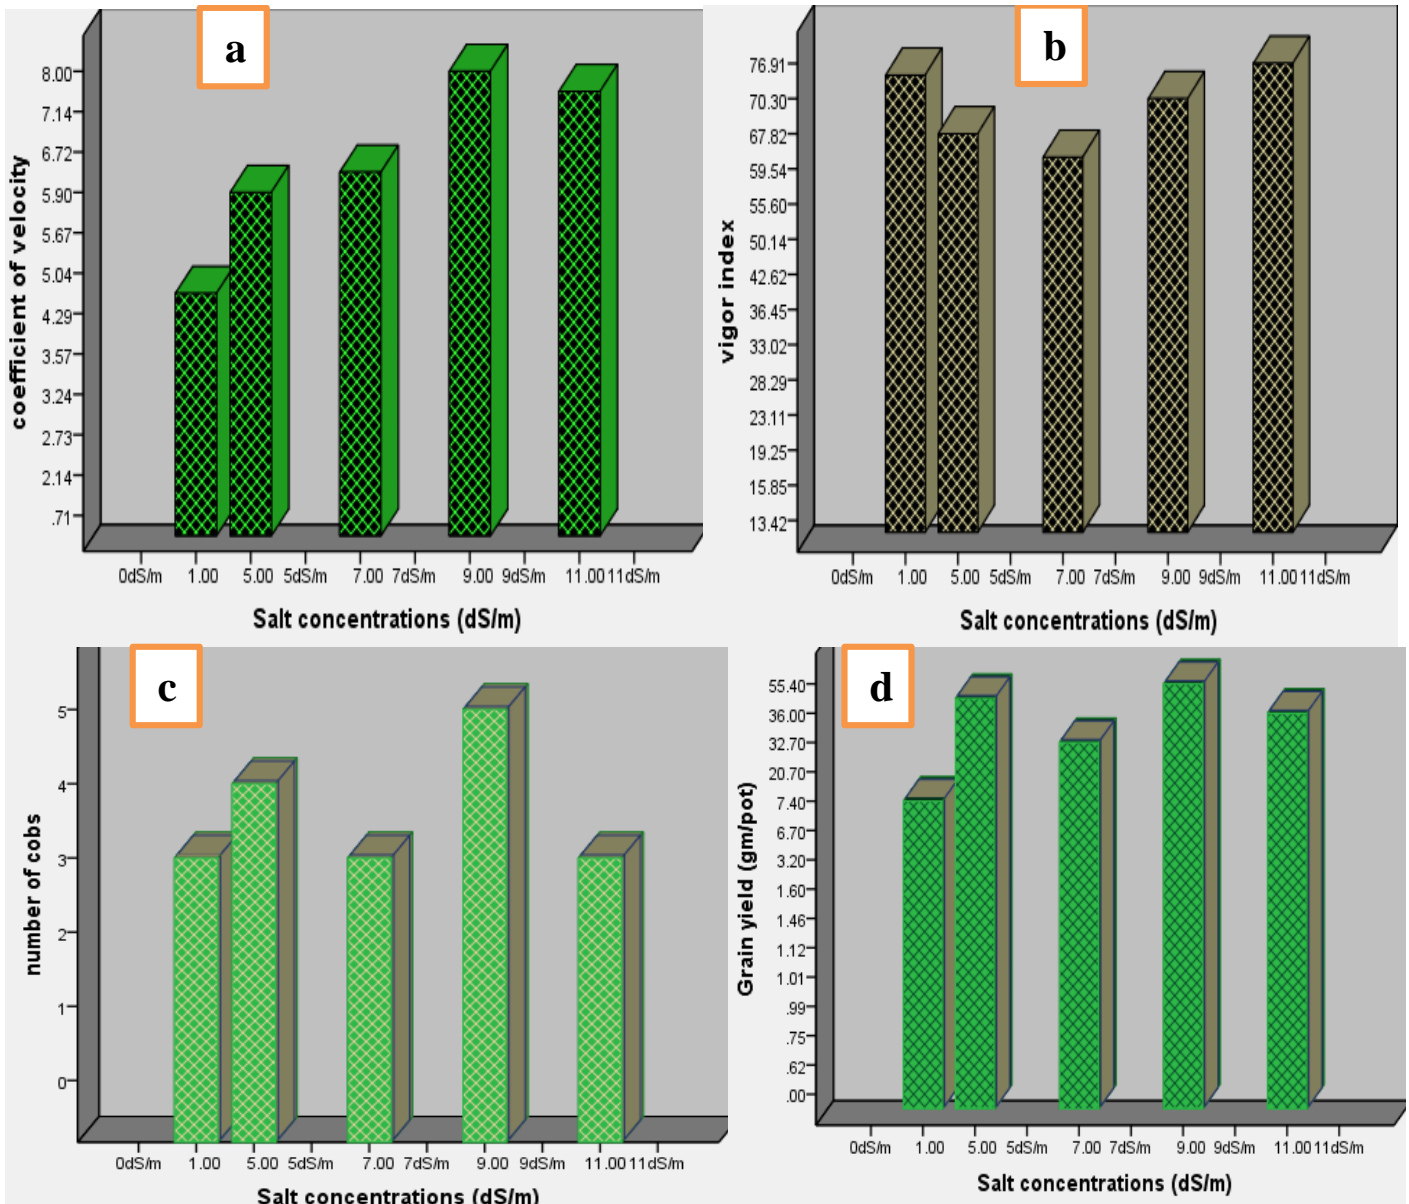 a
8.00
7.14
6.72
5.90
5.67
5.04
4.29
3.57
3.24
2.73
2.14
.71
coefficient of velocity
0dS/m 1.00 5.00 5dS/m 7.00 7dS/m 9.00 9dS/m 11.00 11dS/m
Salt concentrations (dS/m)
b
76.91
70.30
67.82
59.54
55.60
50.14
42.62
36.45
33.02
28.29
23.11
19.25
15.85
13.42
vigor index
0dS/m 1.00 5.00 5dS/m 7.00 7dS/m 9.00 9dS/m 11.00 11dS/m
Salt concentrations (dS/m)
c
5
4
3
2
1
0
number of cobs
0dS/m 1.00 5.00 5dS/m 7.00 7dS/m 9.00 9dS/m 11.00 11dS/m
Salt concentrations (dS/m)
d
55.40
36.00
32.70
20.70
7.40
6.70
3.20
1.60
1.46
1.12
1.01
.99
.75
.62
.00
Grain yield (gm/pot)
0dS/m 1.00 5.00 5dS/m 7.00 7dS/m 9.00 9dS/m 11.00 11dS/m
Salt concentrations (dS/m)